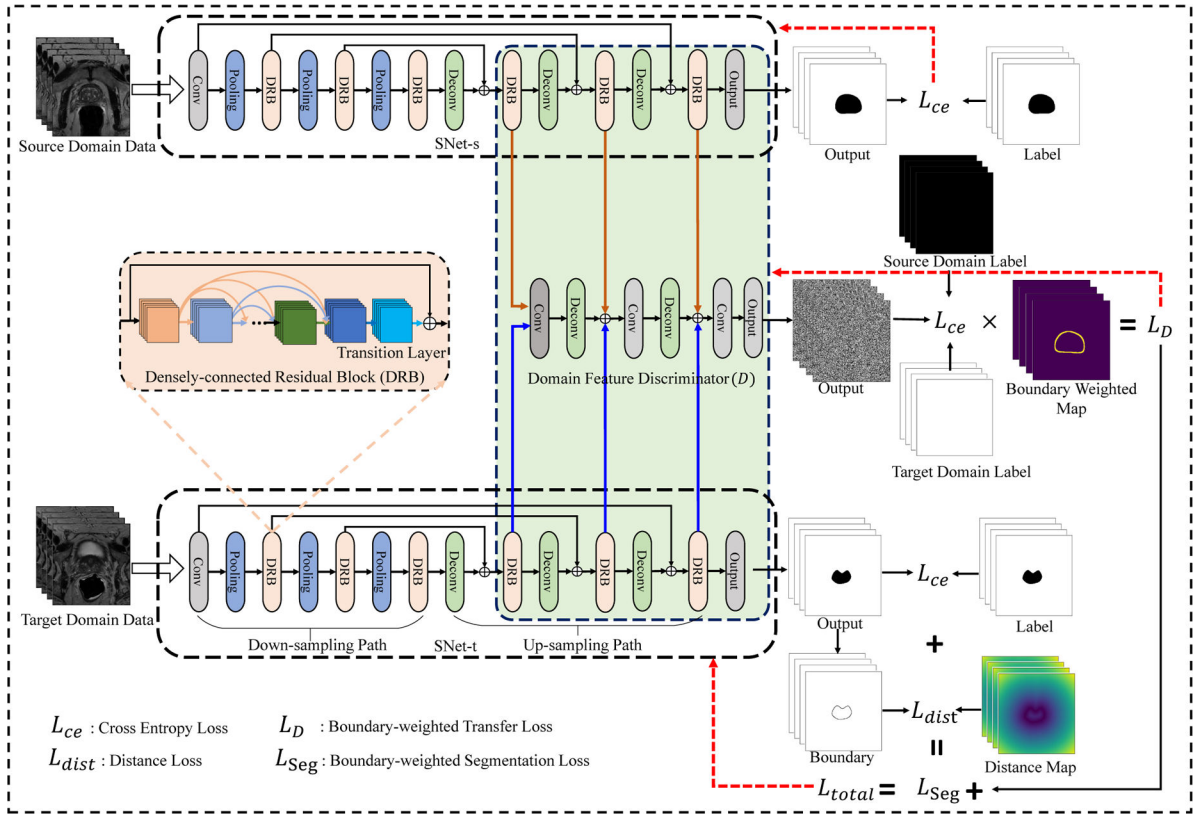 Conv
Pooling
DRB
Pooling
DRB
Pooling
DRB
Deconv
DRB
Deconv
DRB
Deconv
DRB
Output
SNet-s
Source Domain Data
Output
L_ce
Label
Source Domain Label
Transition Layer
Densely-connected Residual Block (DRB)
Conv
Deconv
Conv
Deconv
Conv
Output
Domain Feature Discriminator(D)
Output
L_ce × = L_D
Boundary Weighted
Map
Target Domain Label
Target Domain Data
Conv
Pooling
DRB
Pooling
DRB
Pooling
DRB
Deconv
DRB
Deconv
DRB
Deconv
DRB
Output
Down-sampling Path
SNet-t
Up-sampling Path
Output
L_ce
Label
+
Boundary
L_dist
Distance Map
=
L_total = L_Seg +
L_ce : Cross Entropy Loss
L_D : Boundary-weighted Transfer Loss
L_dist : Distance Loss
L_Seg : Boundary-weighted Segmentation Loss